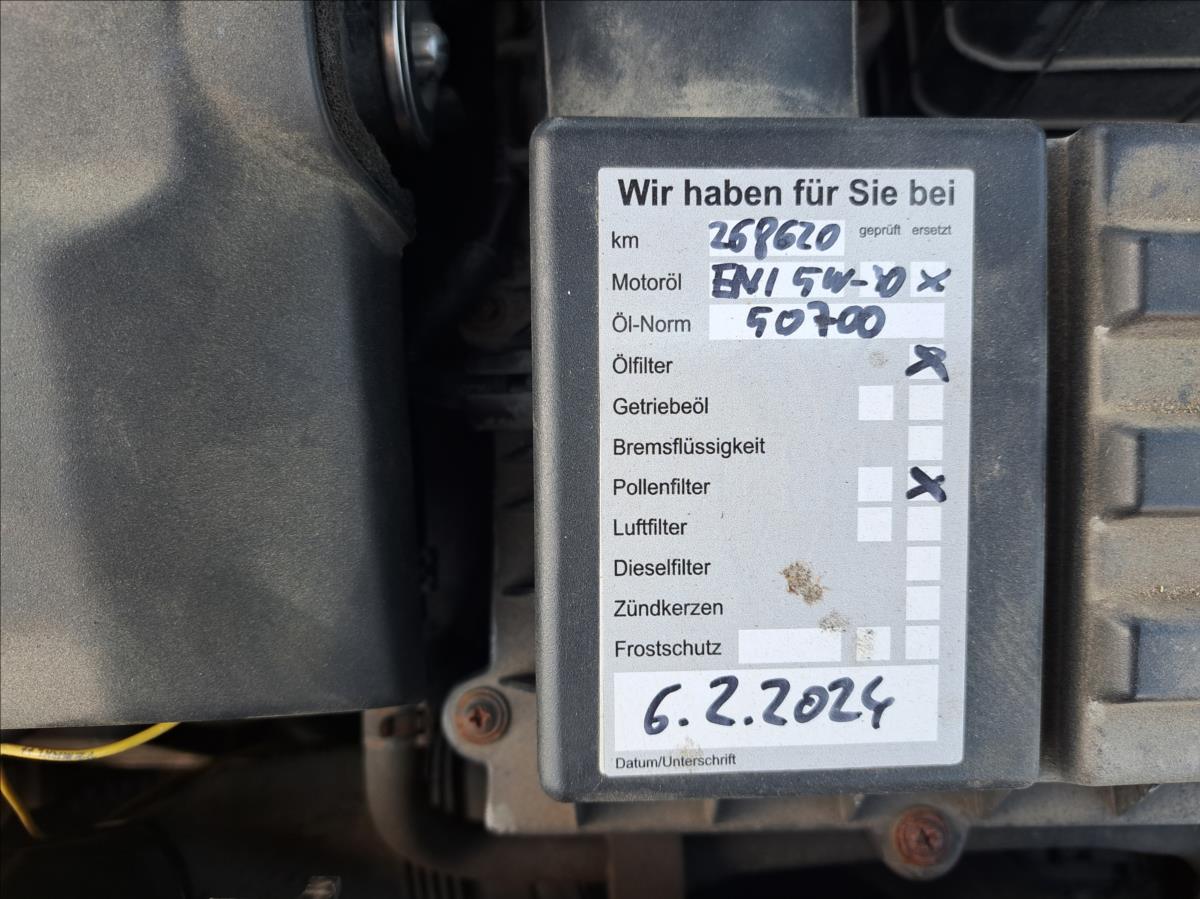 Wir haben für Sie bei
km 268620 geprüft ersetzt
Motoröl ENI 5W-30 X
Öl-Norm 50700
Ölfilter X
Getriebeöl
Bremsflüssigkeit
Pollenfilter X
Luftfilter
Dieselfilter
Zündkerzen
Frostschutz
6.2.2024
Datum/Unterschrift